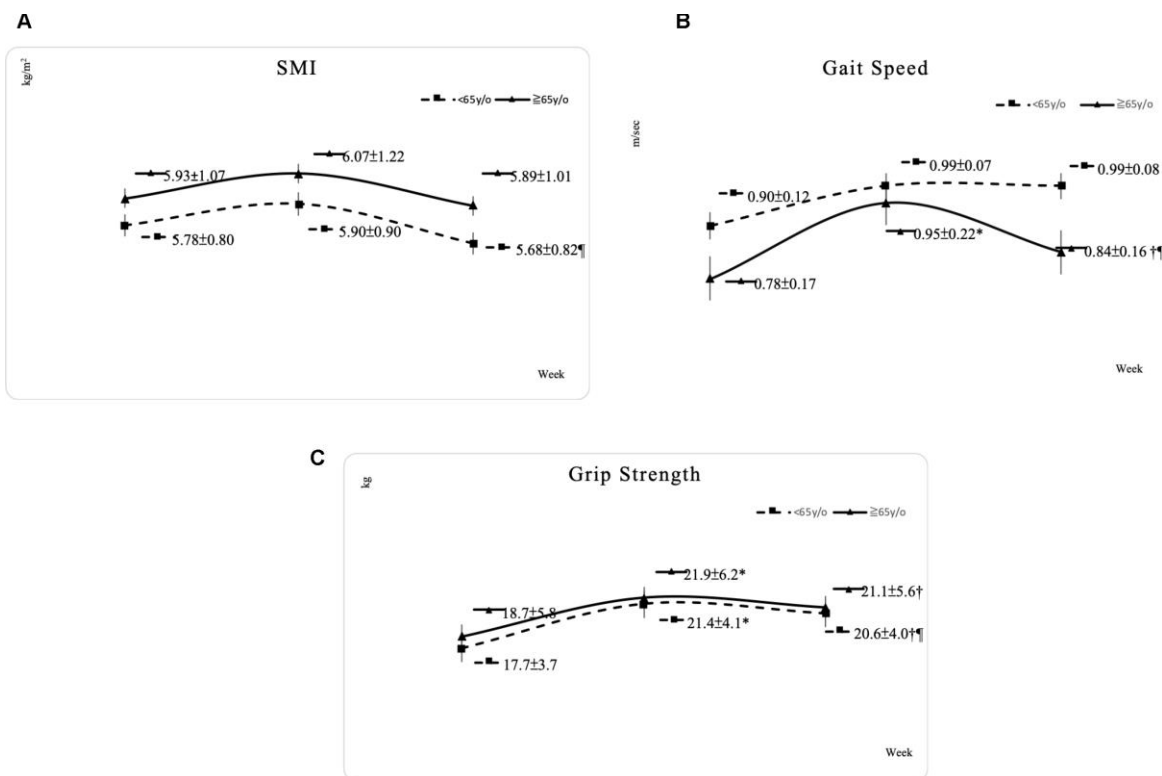 A
SMI
kg/m²
<65y/o ≧65y/o
5.93±1.07
6.07±1.22
5.89±1.01
5.78±0.80
5.90±0.90
5.68±0.82¶
Week
B
Gait Speed
m/sec
<65y/o ≧65y/o
0.90±0.12
0.99±0.07
0.99±0.08
0.78±0.17
0.95±0.22*
0.84±0.16 †¶
Week
C
Grip Strength
kg
<65y/o ≧65y/o
18.7±5.8
21.9±6.2*
21.1±5.6†
17.7±3.7
21.4±4.1*
20.6±4.0†¶
Week